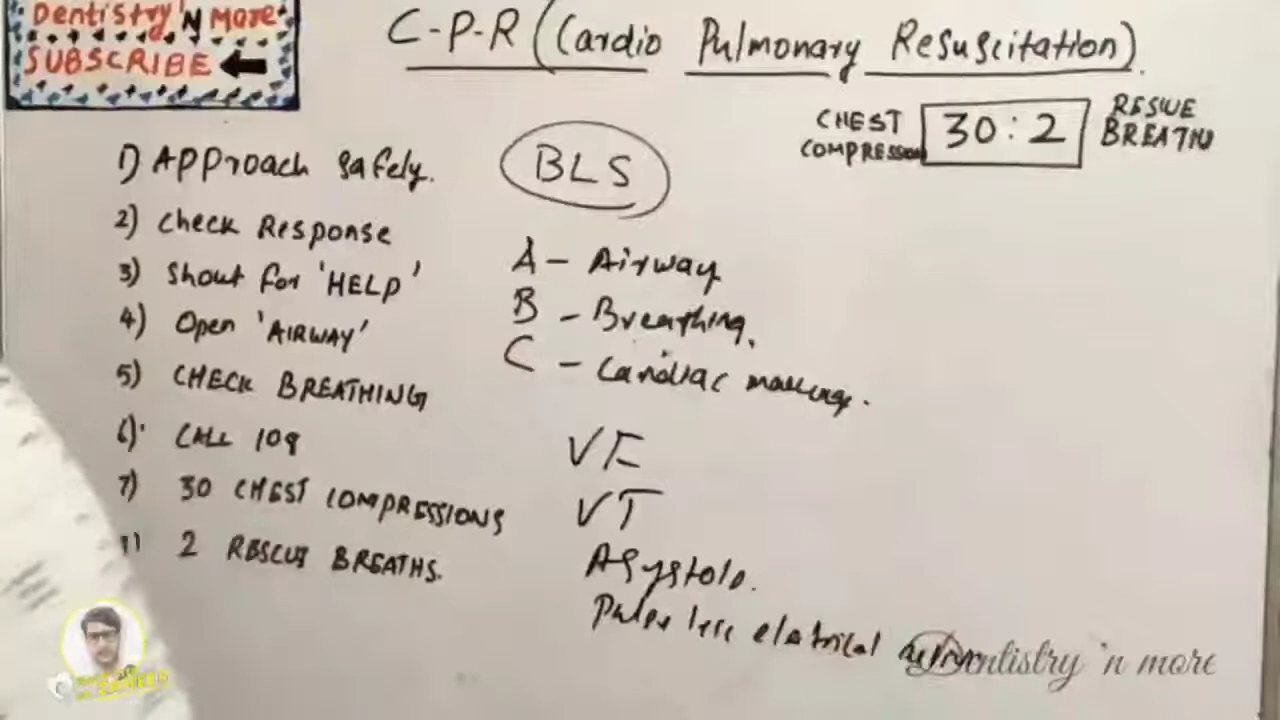 Dentistry 'N More
SUBSCRIBE
C-P-R (Cardio Pulmonary Resuscitation).
CHEST COMPRESSION
30:2
RESCUE BREATH
BLS
1) APProach safely.
2) Check Response
3) Shout for 'HELP'
4) Open 'AIRWAY'
5) CHECK BREATHING
6) CALL 108
7) 30 CHEST COMPRESSIONS
2 RESCUE BREATHS.
A - Airway
B - Breathing.
C - Cardiac massage.
VF
VT
Asystole.
Pulse less eletrical
Dentistry 'n more